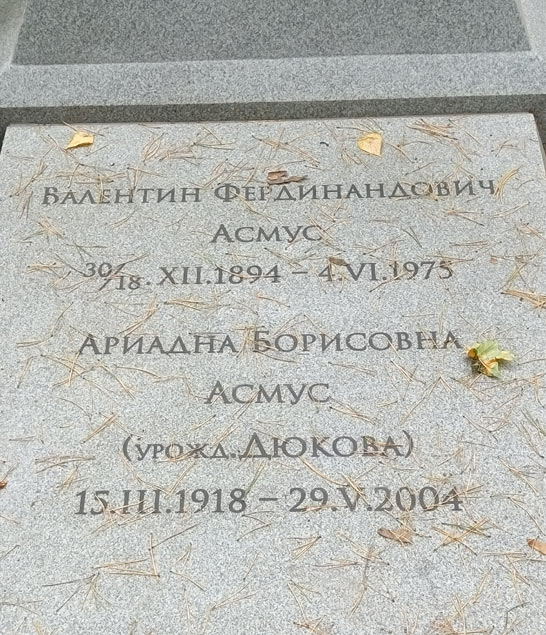 Валентин Фердинандович
Асмус
30/18.XII.1894 – 4.VI.1975
Ариадна Борисовна
Асмус
(урожд. Дюкова)
15.III.1918 – 29.V.2004